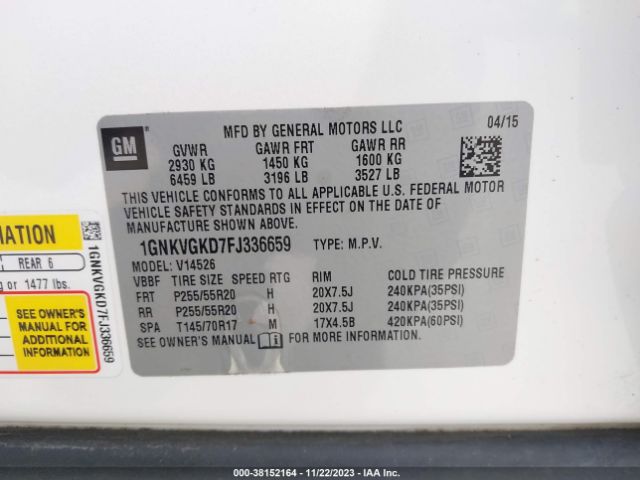 GM
MFD BY GENERAL MOTORS LLC 04/15
GVWR GAWR FRT GAWR RR
2930 KG 1450 KG 1600 KG
6459 LB 3196 LB 3527 LB
THIS VEHICLE CONFORMS TO ALL APPLICABLE U.S. FEDERAL MOTOR
VEHICLE SAFETY STANDARDS IN EFFECT ON THE DATE OF
MANUFACTURE SHOWN ABOVE.
1GNKVGKD7FJ336659 TYPE: M.P.V.
MODEL: V14526
VBBF TIRE SIZE SPEED RTG RIM COLD TIRE PRESSURE
FRT P255/55R20 H 20X7.5J 240KPA(35PSI)
RR P255/55R20 H 20X7.5J 240KPA(35PSI)
SPA T145/70R17 M 17X4.5B 420KPA(60PSI)
SEE OWNER'S MANUAL FOR MORE INFORMATION.
MATION
REAR 6
g or 1477 lbs.
SEE OWNER'S
MANUAL FOR
ADDITIONAL
INFORMATION
1GNKVGKD7FJ336659
000-38152164 - 11/22/2023 - IAA Inc.